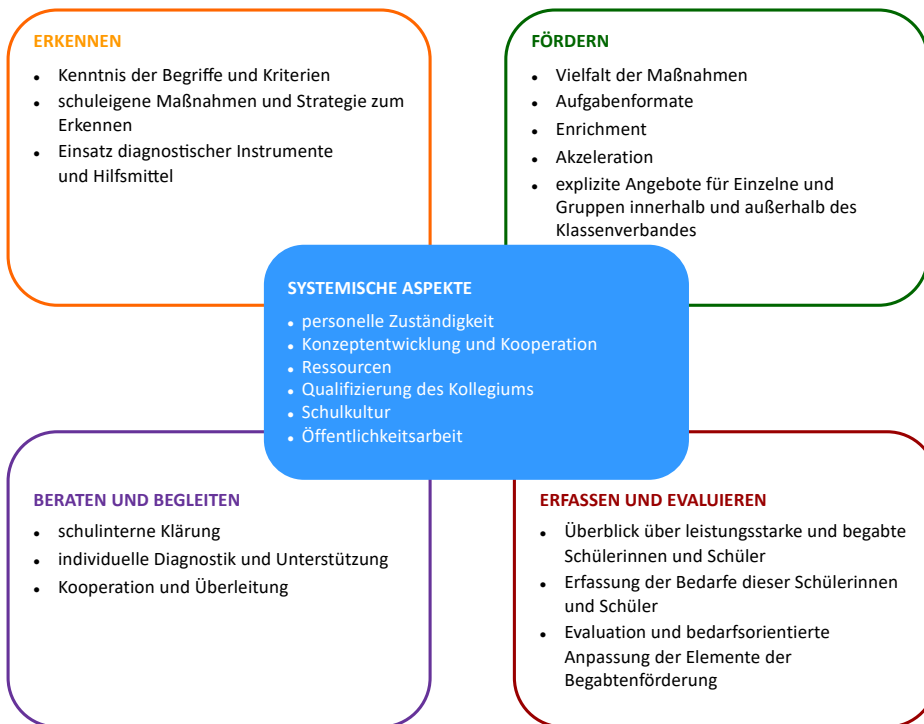 ERKENNEN
• Kenntnis der Begriffe und Kriterien
• schuleigene Maßnahmen und Strategie zum
Erkennen
• Einsatz diagnostischer Instrumente
und Hilfsmittel
FÖRDERN
• Vielfalt der Maßnahmen
• Aufgabenformate
• Enrichment
• Akzeleration
• explizite Angebote für Einzelne und
Gruppen innerhalb und außerhalb des
Klassenverbandes
SYSTEMISCHE ASPEKTE
• personelle Zuständigkeit
• Konzeptentwicklung und Kooperation
• Ressourcen
• Qualifizierung des Kollegiums
• Schulkultur
• Öffentlichkeitsarbeit
BERATEN UND BEGLEITEN
• schulinterne Klärung
• individuelle Diagnostik und Unterstützung
• Kooperation und Überleitung
ERFASSEN UND EVALUIEREN
• Überblick über leistungsstarke und begabte
Schülerinnen und Schüler
• Erfassung der Bedarfe dieser Schülerinnen
und Schüler
• Evaluation und bedarfsorientierte
Anpassung der Elemente der
Begabtenförderung